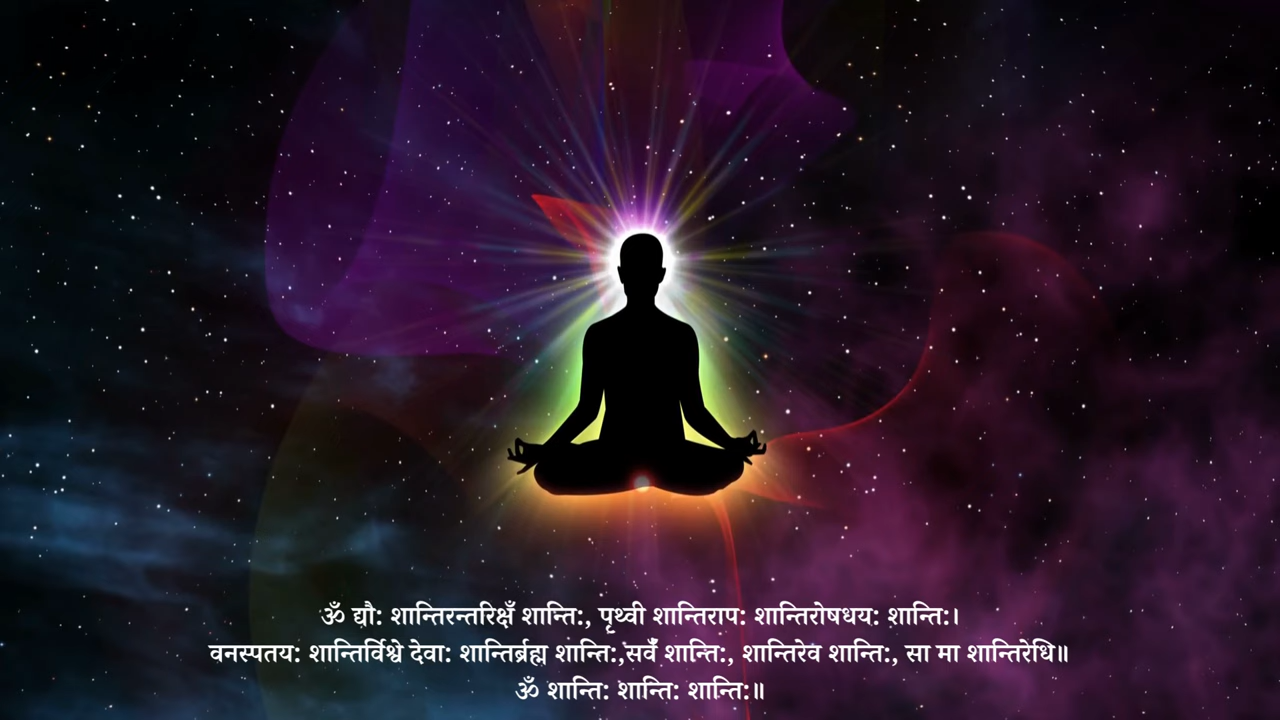 ॐ द्यौ: शान्तिरन्तरिक्षँ शान्ति:, पृथ्वी शान्तिराप: शान्तिरोषधय: शान्ति:।
वनस्पतय: शान्तिर्विश्वे देवा: शान्तिर्ब्रह्म शान्ति:,सर्वँ शान्ति:, शान्तिरेव शान्ति:, सा मा शान्तिरेधि॥
ॐ शान्ति: शान्ति: शान्ति:॥